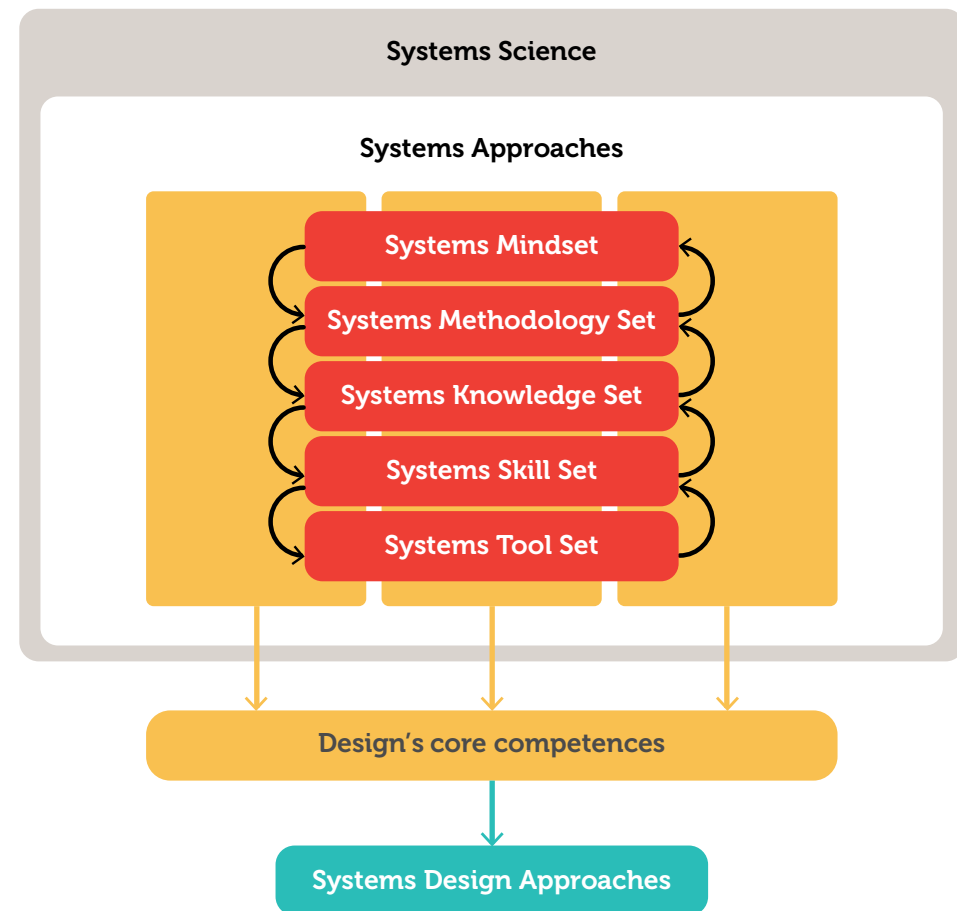 Systems Science
Systems Approaches
Systems Mindset
Systems Methodology Set
Systems Knowledge Set
Systems Skill Set
Systems Tool Set
Design’s core competences
Systems Design Approaches